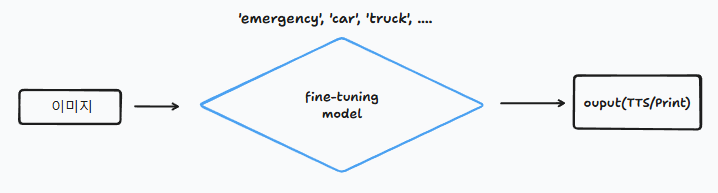 'emergency', 'car', 'truck', ....
이미지
fine-tuning
model
ouput(TTS/Print)